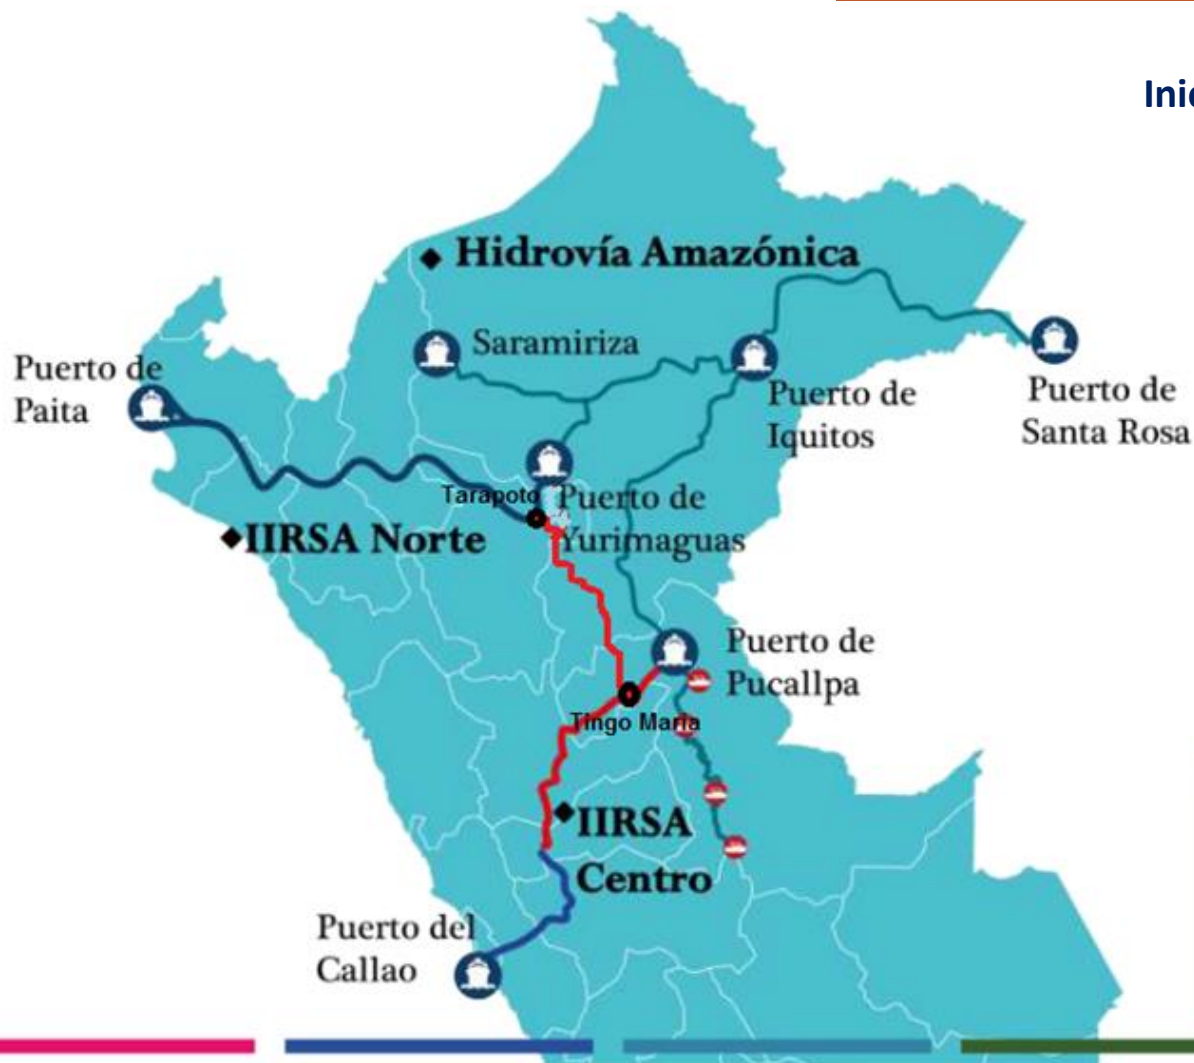 Inic
Hidrovía Amazónica
Saramiriza
Puerto de
Paita
Puerto de
Iquitos
Puerto de
Santa Rosa
Tarapoto
Puerto de
Yurimaguas
IIRSA Norte
Puerto de
Pucallpa
Tingo Maria
IIRSA
Centro
Puerto del
Callao